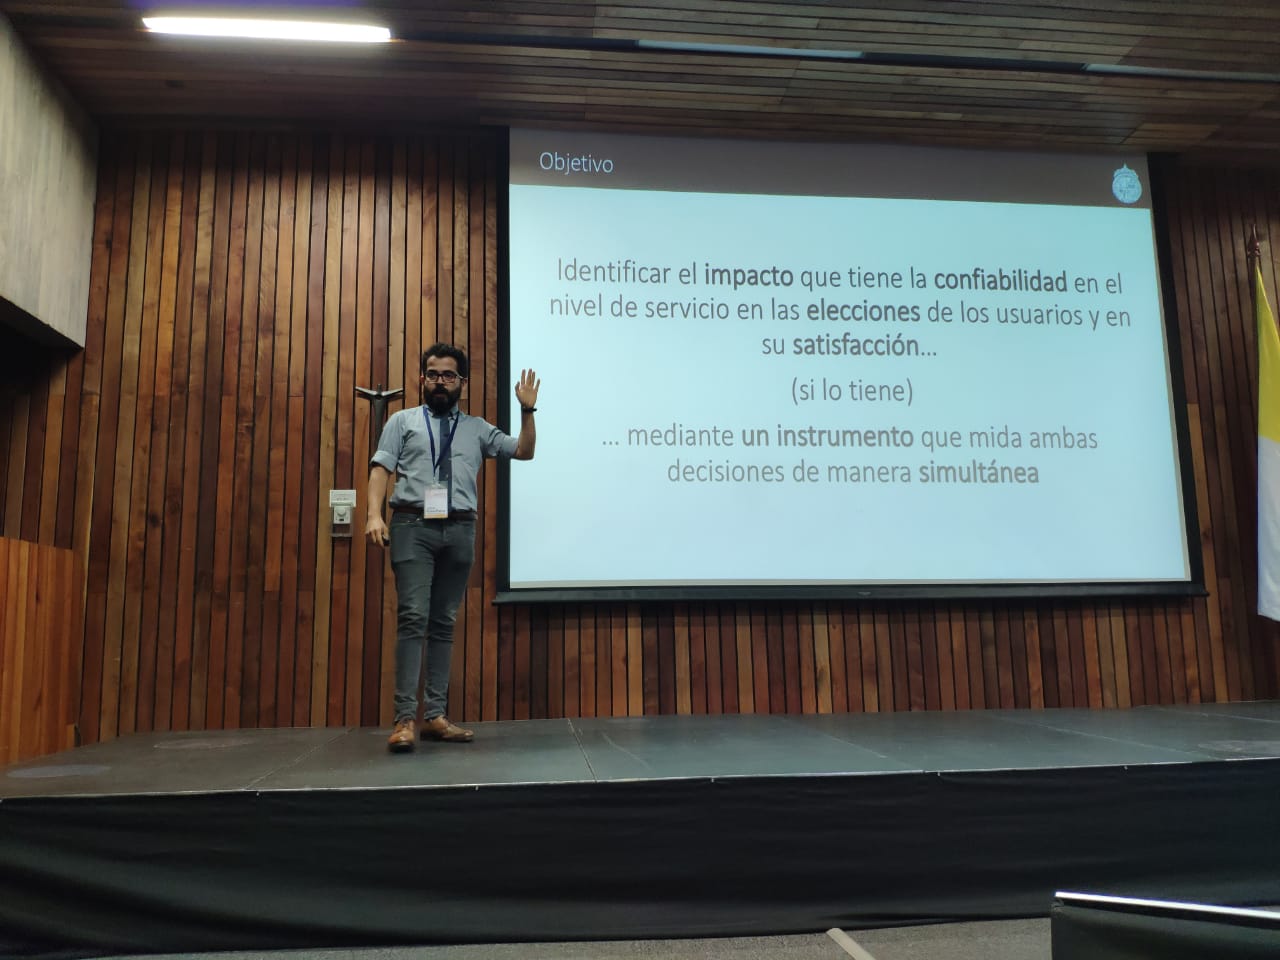 Objetivo
Identificar el impacto que tiene la confiabilidad en el
nivel de servicio en las elecciones de los usuarios y en
su satisfacción...
(si lo tiene)
... mediante un instrumento que mida ambas
decisiones de manera simultánea